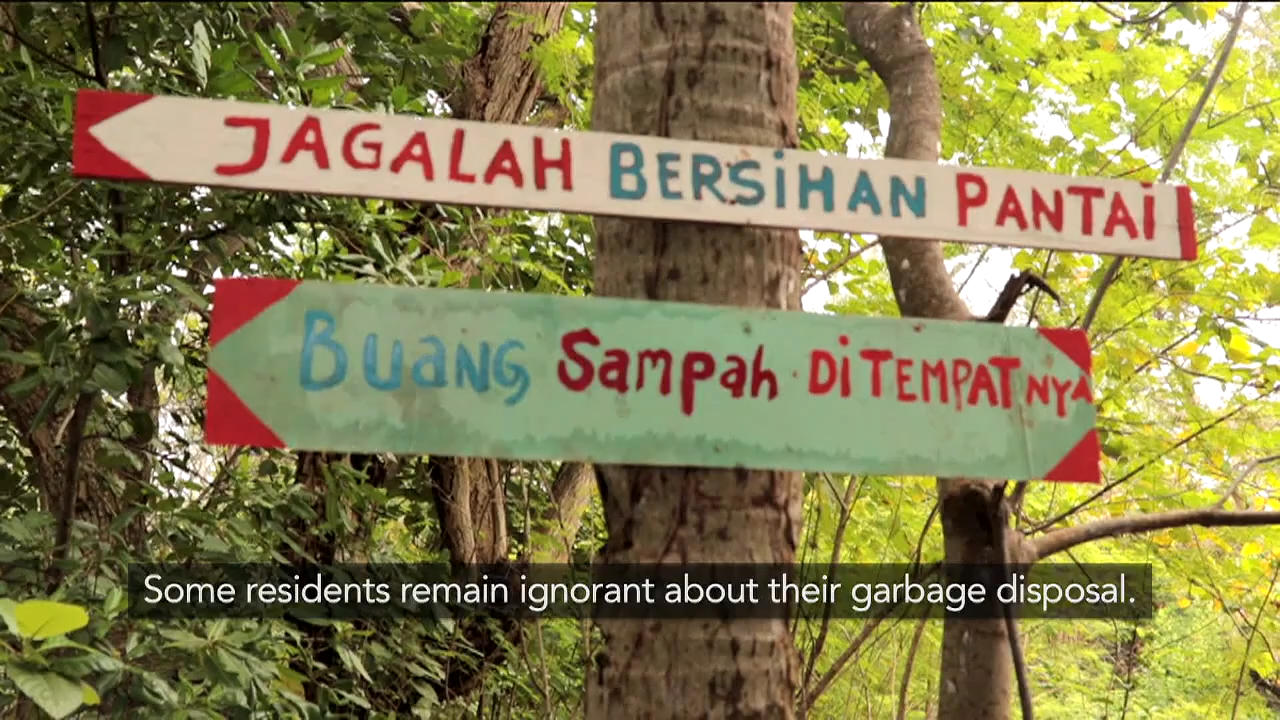 JAGALAH BERSIHAN PANTAi
BUaNg Sampah DiTEMPATNYA
Some residents remain ignorant about their garbage disposal.